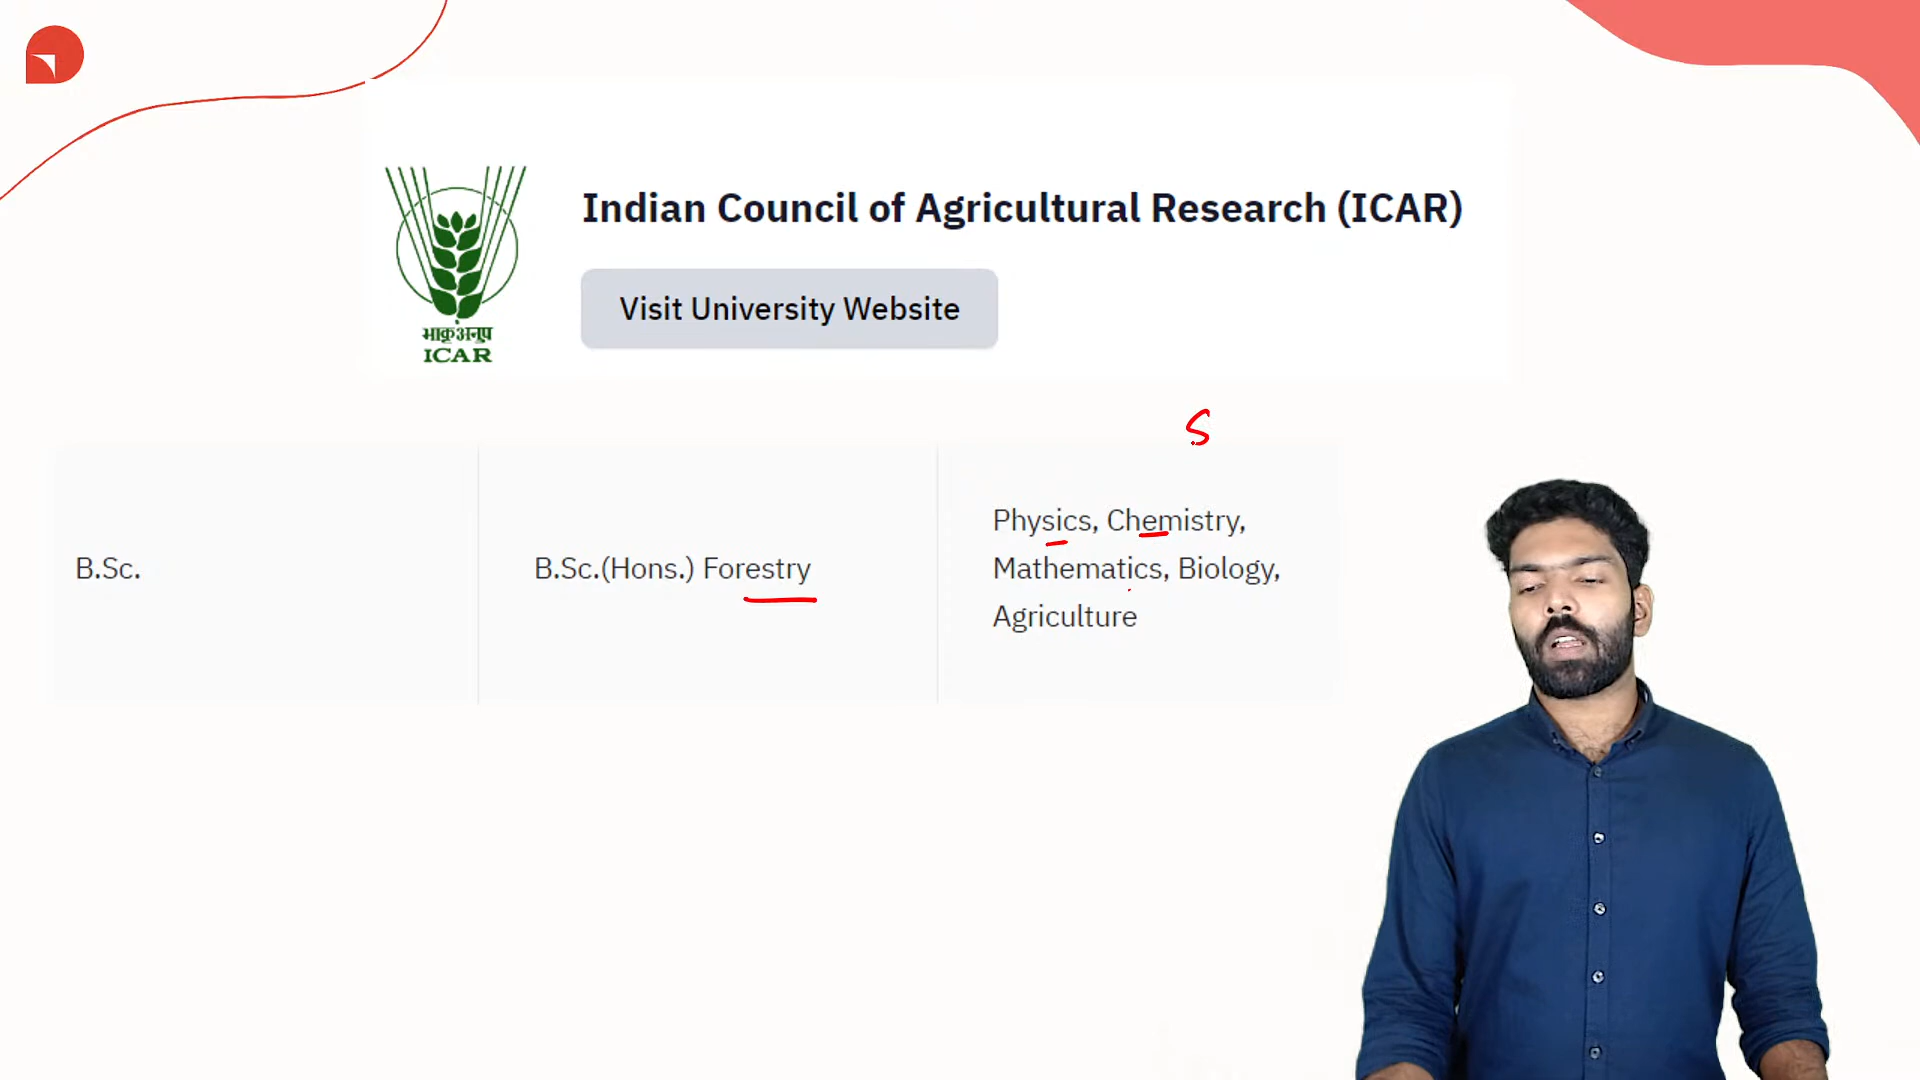 Indian Council of Agricultural Research (ICAR)
Visit University Website
भाकृअनुप
ICAR
S
B.Sc.
B.Sc.(Hons.) Forestry
Physics, Chemistry,
Mathematics, Biology,
Agriculture